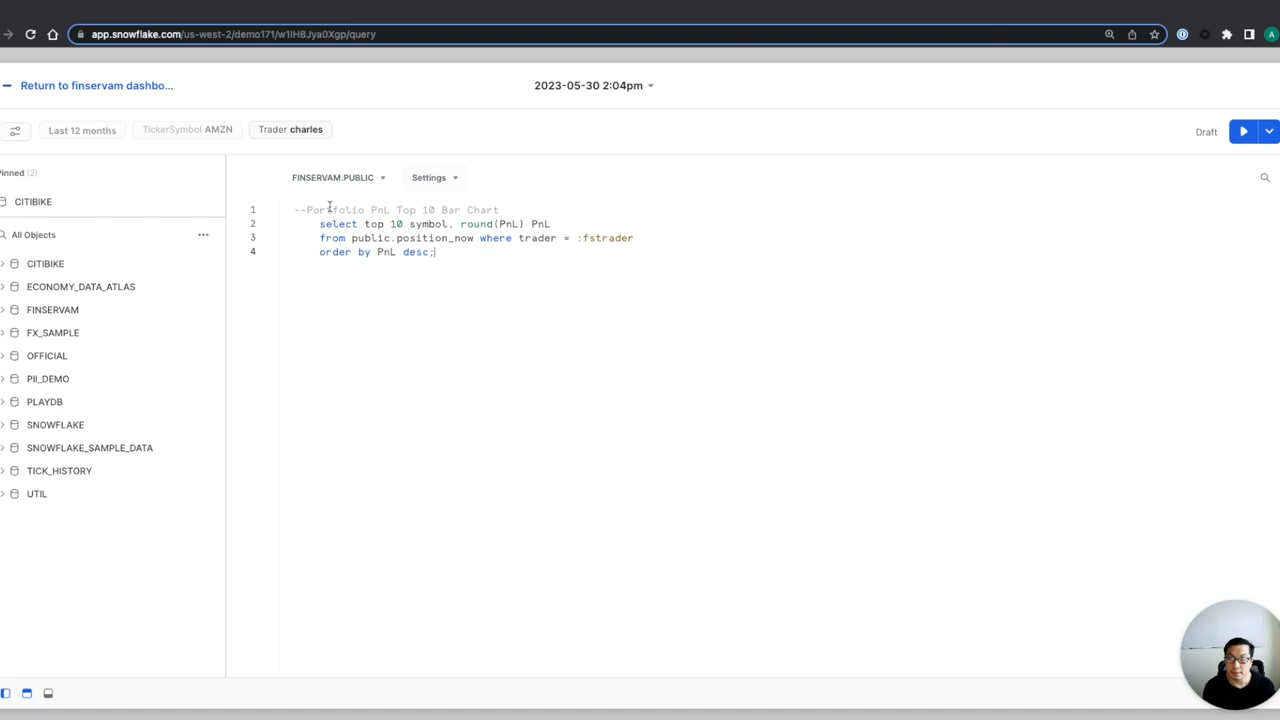 app.snowflake.com/us-west-2/demo171/w1IH8Jya0Xgp/query
A
Return to finservam dashbo...
2023-05-30 2:04pm
Last 12 months
TickerSymbol AMZN
Trader charles
Draft
Pinned (2)
CITIBIKE
All Objects
CITIBIKE
ECONOMY_DATA_ATLAS
FINSERVAM
FX_SAMPLE
OFFICIAL
PII_DEMO
PLAYDB
SNOWFLAKE
SNOWFLAKE_SAMPLE_DATA
TICK_HISTORY
UTIL
FINSERVAM.PUBLIC
Settings
1 --Portfolio PnL Top 10 Bar Chart
2 select top 10 symbol, round(PnL) PnL
3 from public.position_now where trader = :fstrader
4 order by PnL desc;